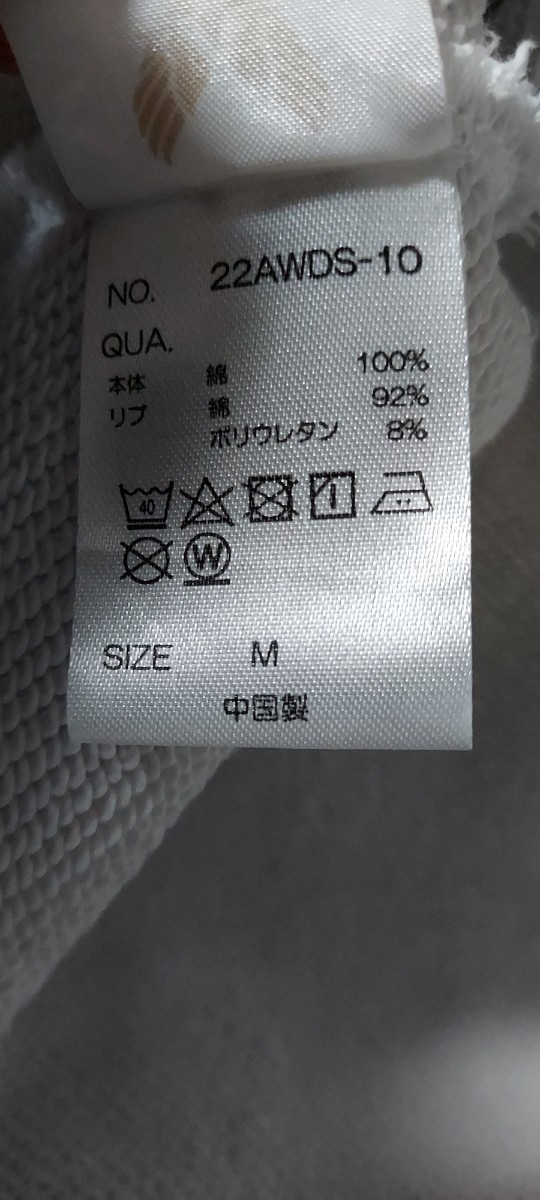 NO. 22AWDS-10
QUA.
本体 綿 100%
リブ 綿 92%
ポリウレタン 8%
40
W
SIZE M
中国製